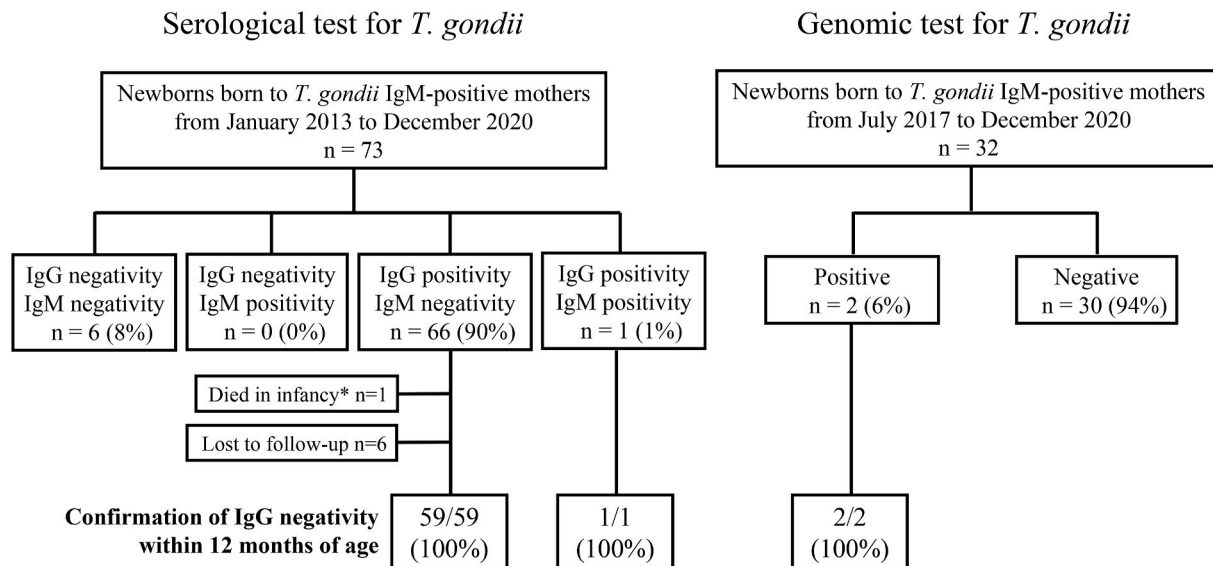 Serological test for T. gondii
Newborns born to T. gondii IgM-positive mothers
from January 2013 to December 2020
n = 73
IgG negativity
IgM negativity
n = 6 (8%)
IgG negativity
IgM positivity
n = 0 (0%)
IgG positivity
IgM negativity
n = 66 (90%)
IgG positivity
IgM positivity
n = 1 (1%)
Died in infancy* n=1
Lost to follow-up n=6
Confirmation of IgG negativity
within 12 months of age
59/59
(100%)
1/1
(100%)
Genomic test for T. gondii
Newborns born to T. gondii IgM-positive mothers
from July 2017 to December 2020
n = 32
Positive
n = 2 (6%)
Negative
n = 30 (94%)
2/2
(100%)